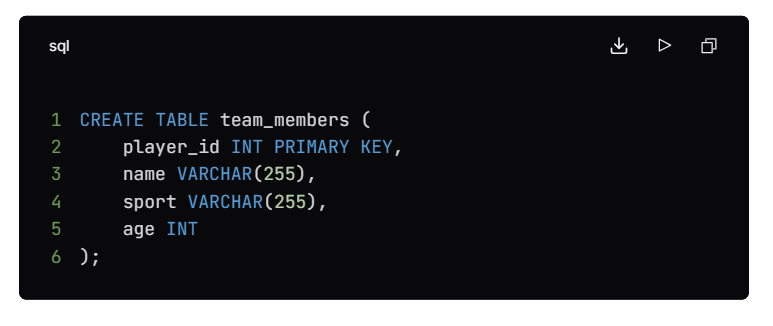 sql
1 CREATE TABLE team_members (
2     player_id INT PRIMARY KEY,
3     name VARCHAR(255),
4     sport VARCHAR(255),
5     age INT
6 );